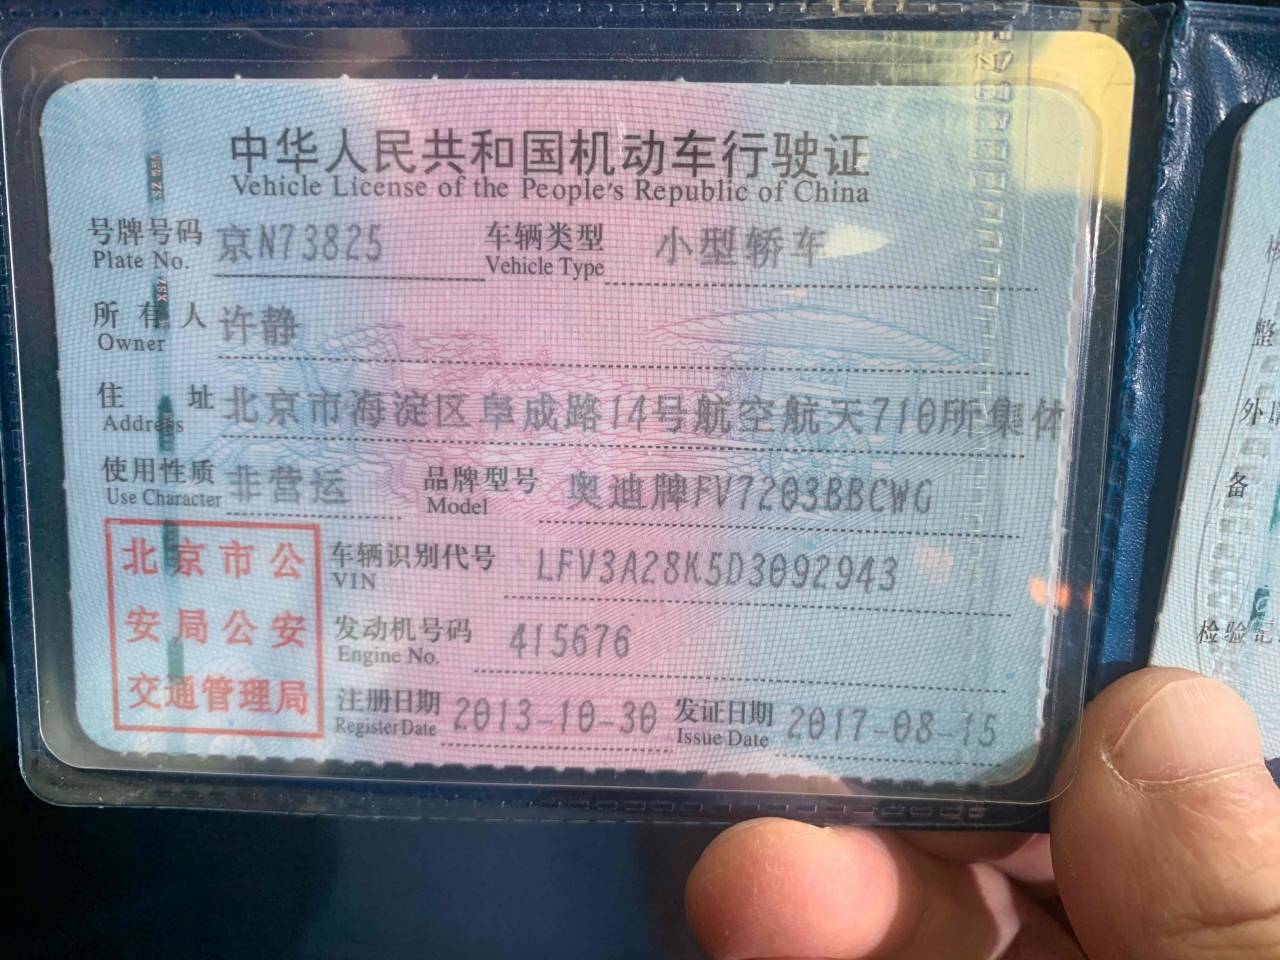 中华人民共和国机动车行驶证
Vehicle License of the People's Republic of China
号牌号码 京N73825 车辆类型 小型轿车
Plate No. Vehicle Type
所有人 许静
Owner
住址 北京市海淀区阜成路14号航空航天710所集体
Address
使用性质 非营运 品牌型号 奥迪牌FV7203BBCWG
Use Character Model
北京市公
安局公安
交通管理局
车辆识别代号 LFV3A28K5D3092943
VIN
发动机号码 415676
Engine No.
注册日期 2013-10-30 发证日期 2017-08-15
Register Date Issue Date
整
外
备
检验记